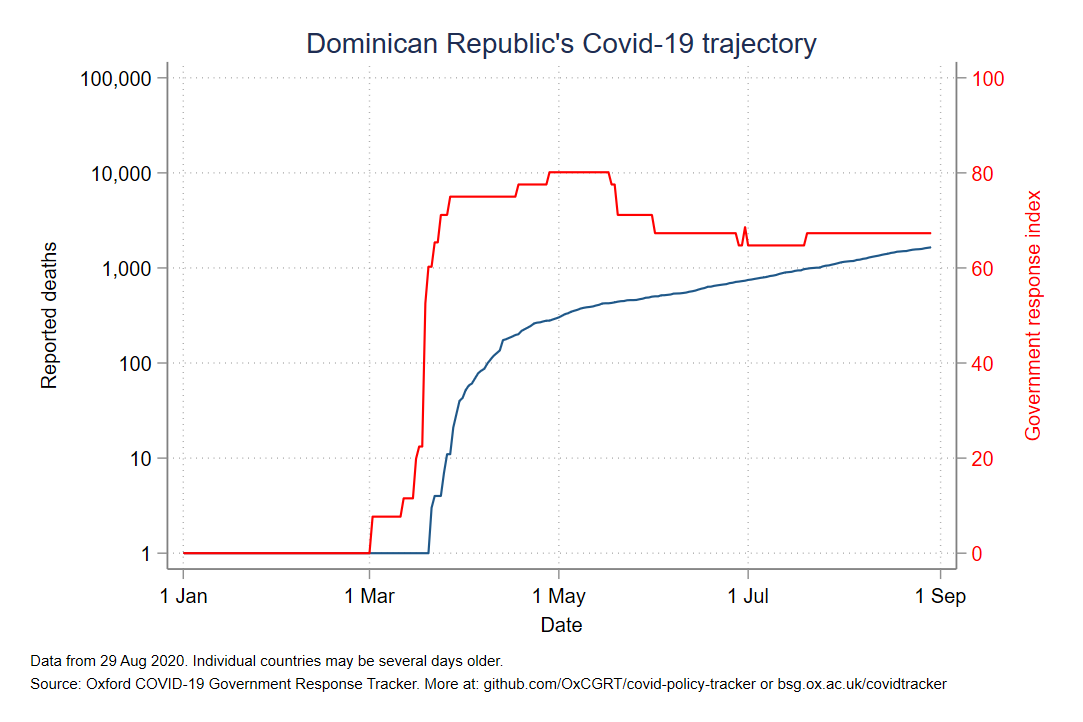 Dominican Republic's Covid-19 trajectory
100,000
10,000
1,000
100
10
1
Reported deaths
100
80
60
40
20
0
Government response index
1 Jan
1 Mar
1 May
1 Jul
1 Sep
Date
Data from 29 Aug 2020. Individual countries may be several days older.
Source: Oxford COVID-19 Government Response Tracker. More at: github.com/OxCGRT/covid-policy-tracker or bsg.ox.ac.uk/covidtracker